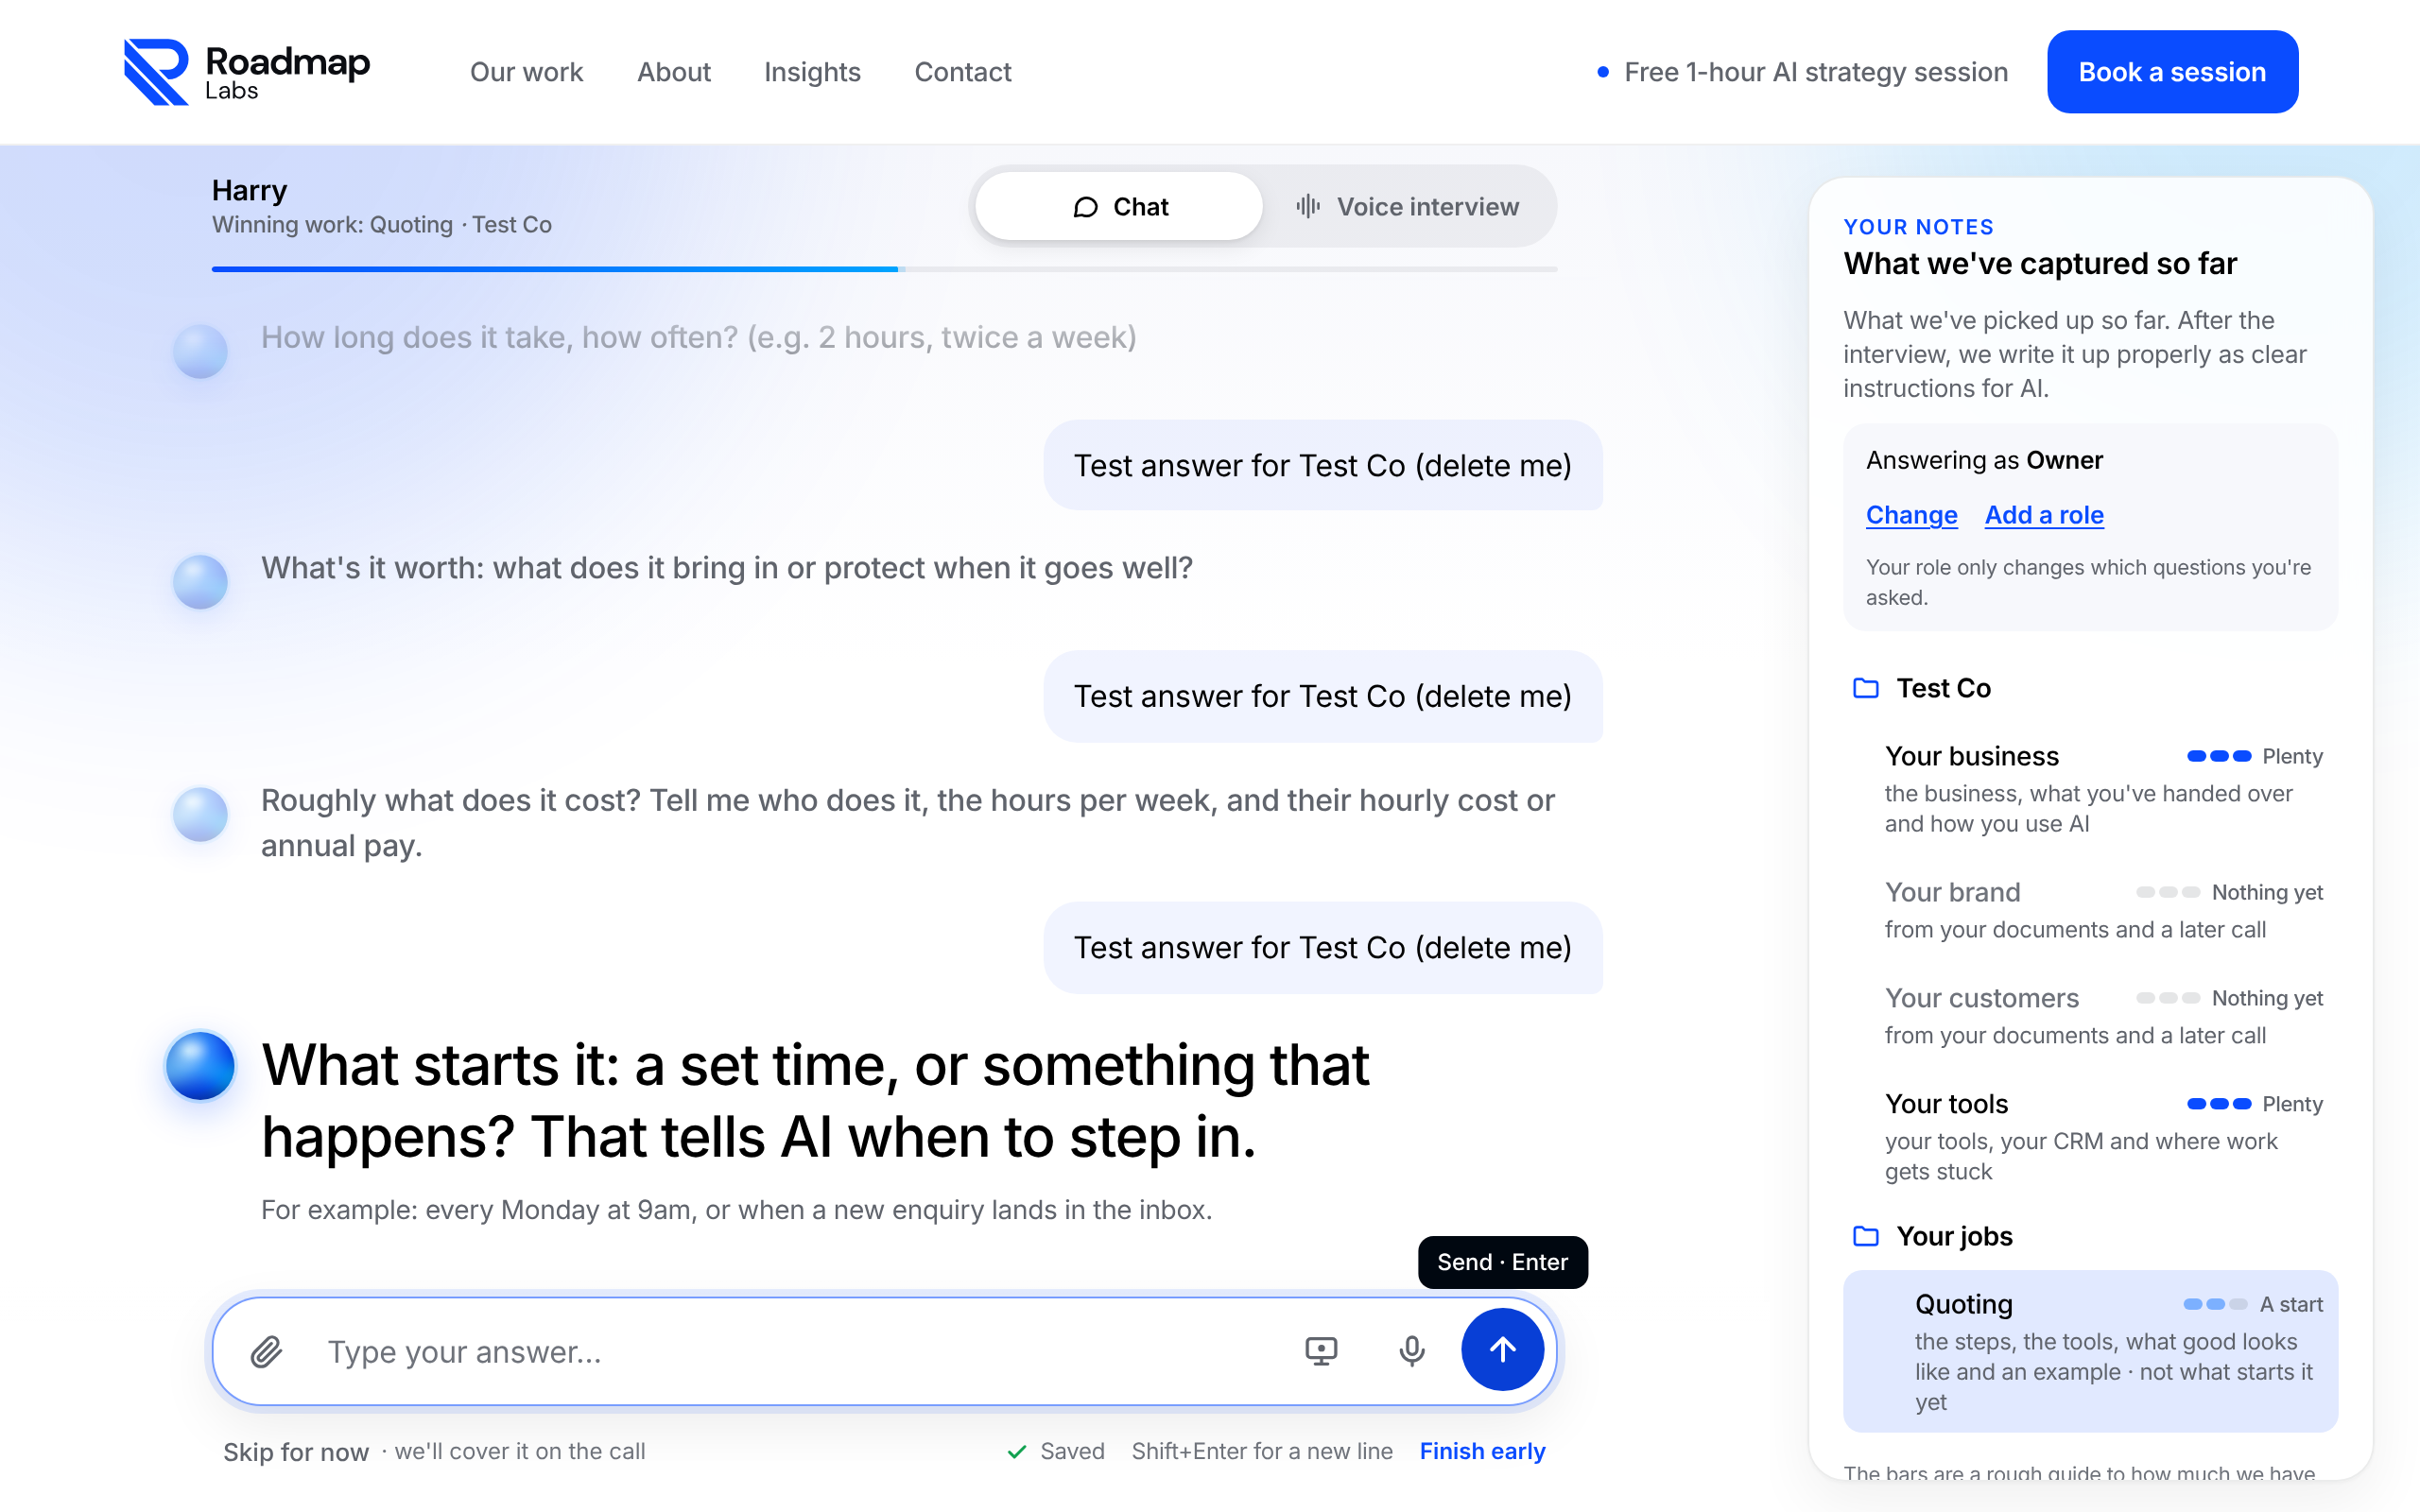 Roadmap
Labs
Our work
About
Insights
Contact
Free 1-hour AI strategy session
Book a session
Harry
Winning work: Quoting · Test Co
Chat
Voice interview
How long does it take, how often? (e.g. 2 hours, twice a week)
Test answer for Test Co (delete me)
What's it worth: what does it bring in or protect when it goes well?
Test answer for Test Co (delete me)
Roughly what does it cost? Tell me who does it, the hours per week, and their hourly cost or
annual pay.
Test answer for Test Co (delete me)
What starts it: a set time, or something that
happens? That tells AI when to step in.
For example: every Monday at 9am, or when a new enquiry lands in the inbox.
Send · Enter
Type your answer...
Skip for now · we'll cover it on the call
Saved
Shift+Enter for a new line
Finish early
YOUR NOTES
What we've captured so far
What we've picked up so far. After the
interview, we write it up properly as clear
instructions for AI.
Answering as Owner
Change
Add a role
Your role only changes which questions you're
asked.
Test Co
Your business
Plenty
the business, what you've handed over
and how you use AI
Your brand
Nothing yet
from your documents and a later call
Your customers
Nothing yet
from your documents and a later call
Your tools
Plenty
your tools, your CRM and where work
gets stuck
Your jobs
Quoting
A start
the steps, the tools, what good looks
like and an example · not what starts it
yet
The bars are a rough guide to how much we have